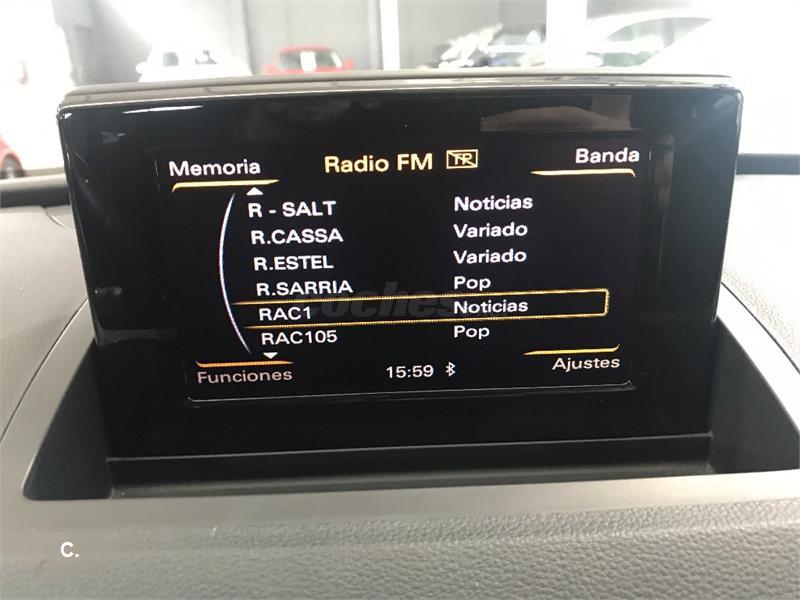 Memoria Radio FM TP Banda
R - SALT Noticias
R.CASSA Variado
R.ESTEL Variado
R.SARRIA Pop
RAC1 Noticias
RAC105 Pop
Funciones 15:59 Ajustes
coches
C.